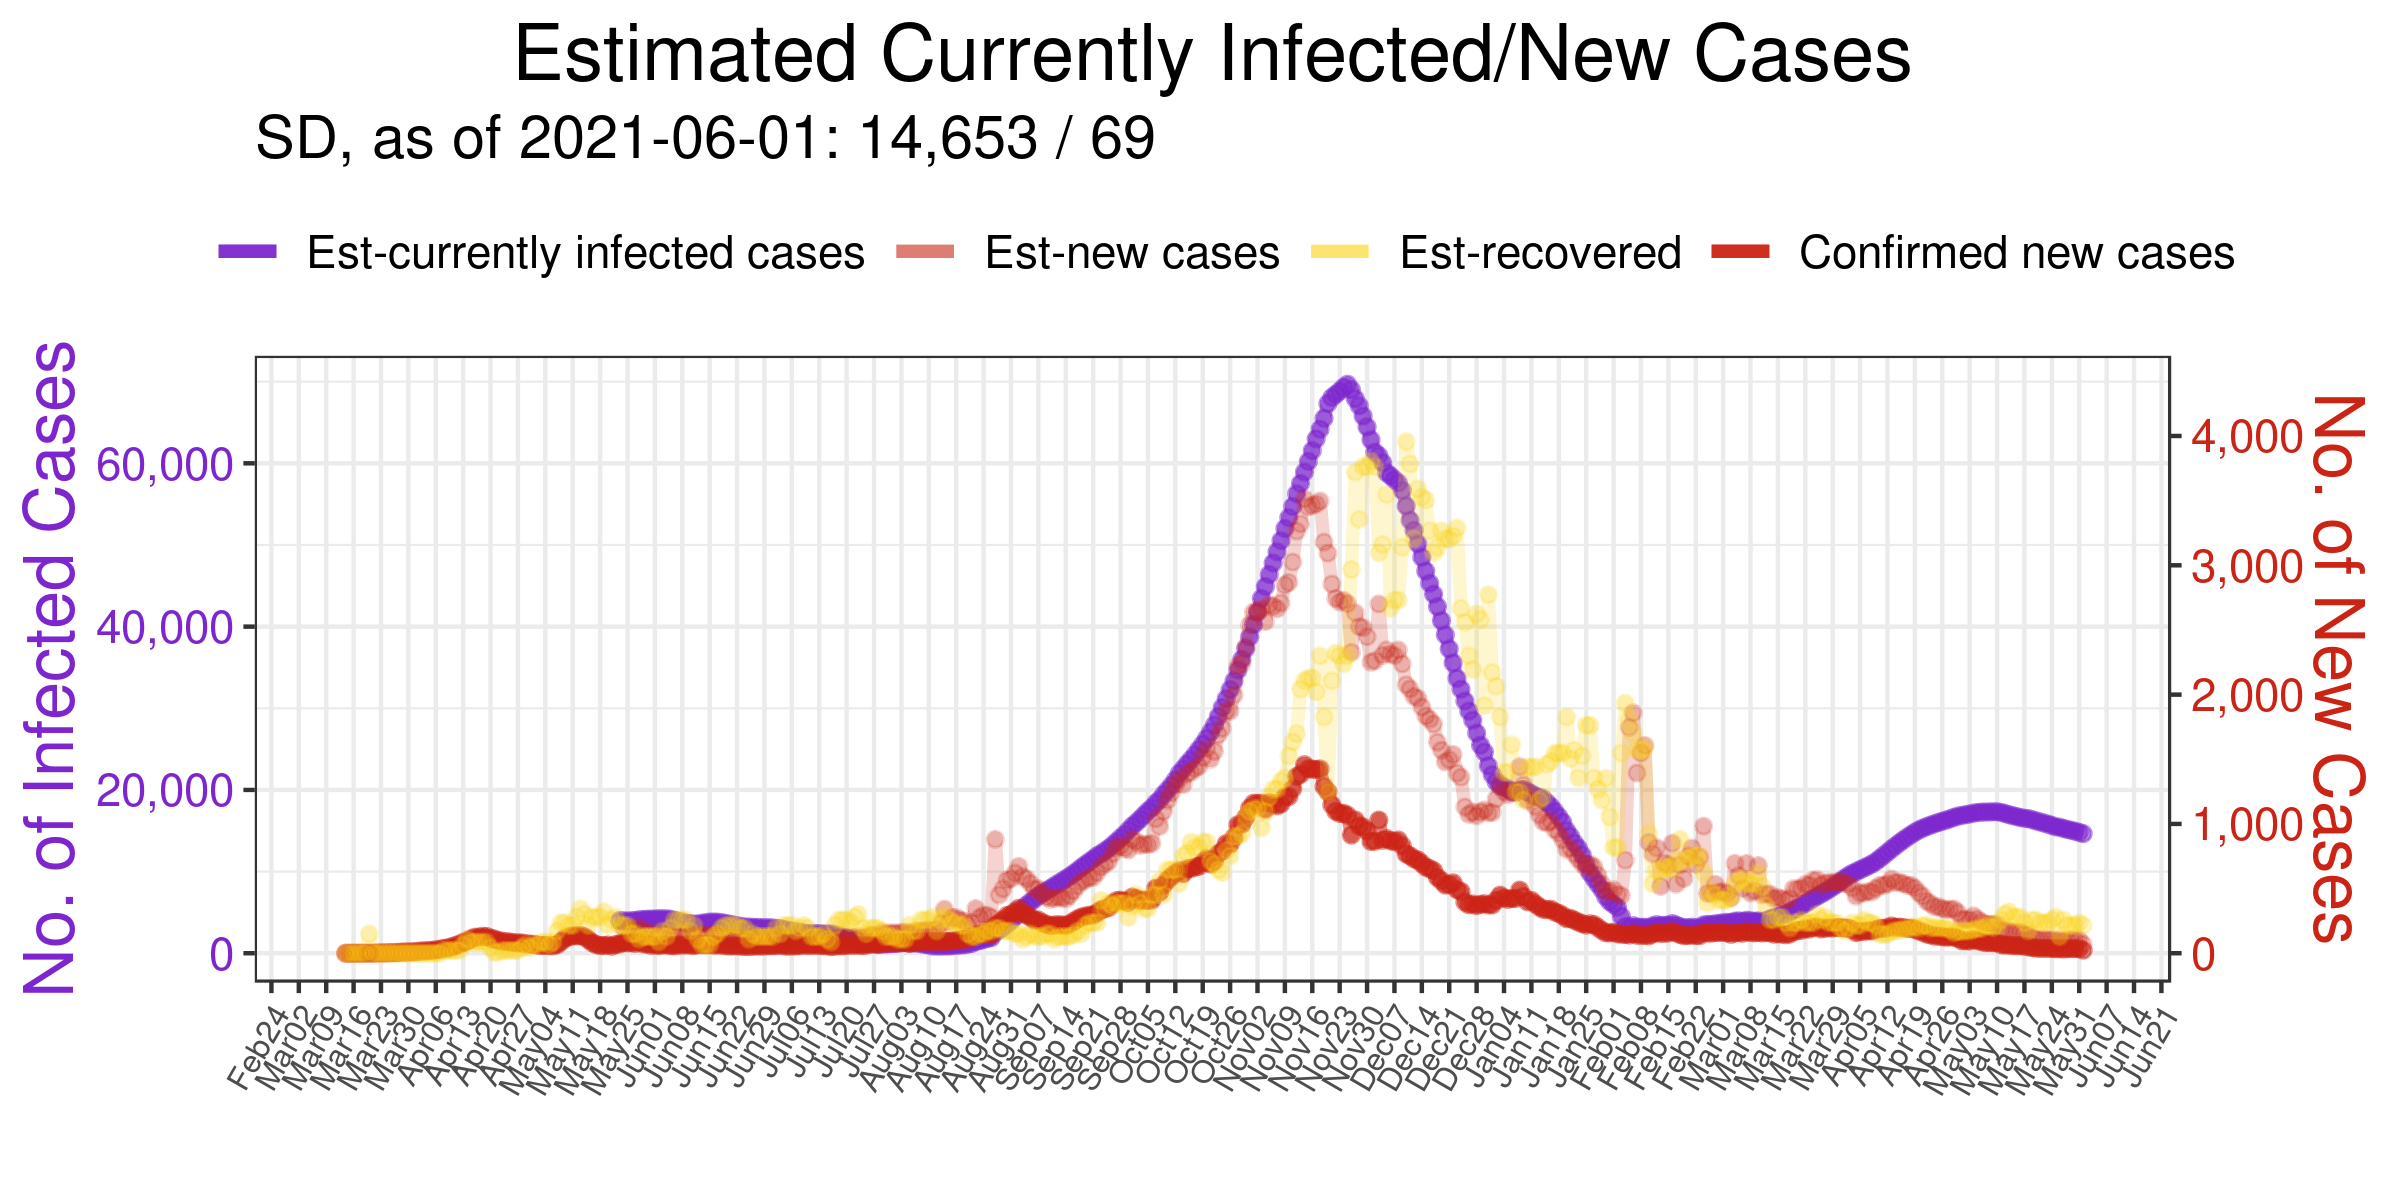 Estimated Currently Infected/New Cases
SD, as of 2021-06-01: 14,653 / 69
Est-currently infected cases Est-new cases Est-recovered Confirmed new cases
No. of Infected Cases
60,000
40,000
20,000
0
4,000
3,000
2,000
1,000
0
No. of New Cases
Feb24
Mar02
Mar09
Mar16
Mar23
Mar30
Apr06
Apr13
Apr20
Apr27
May04
May11
May18
May25
Jun01
Jun08
Jun15
Jun22
Jun29
Jul06
Jul13
Jul20
Jul27
Aug03
Aug10
Aug17
Aug24
Aug31
Sep07
Sep14
Sep21
Sep28
Oct05
Oct12
Oct19
Oct26
Nov02
Nov09
Nov16
Nov23
Nov30
Dec07
Dec14
Dec21
Dec28
Jan04
Jan11
Jan18
Jan25
Feb01
Feb08
Feb15
Feb22
Mar01
Mar08
Mar15
Mar22
Mar29
Apr05
Apr12
Apr19
Apr26
May03
May10
May17
May24
May31
Jun07
Jun14
Jun21